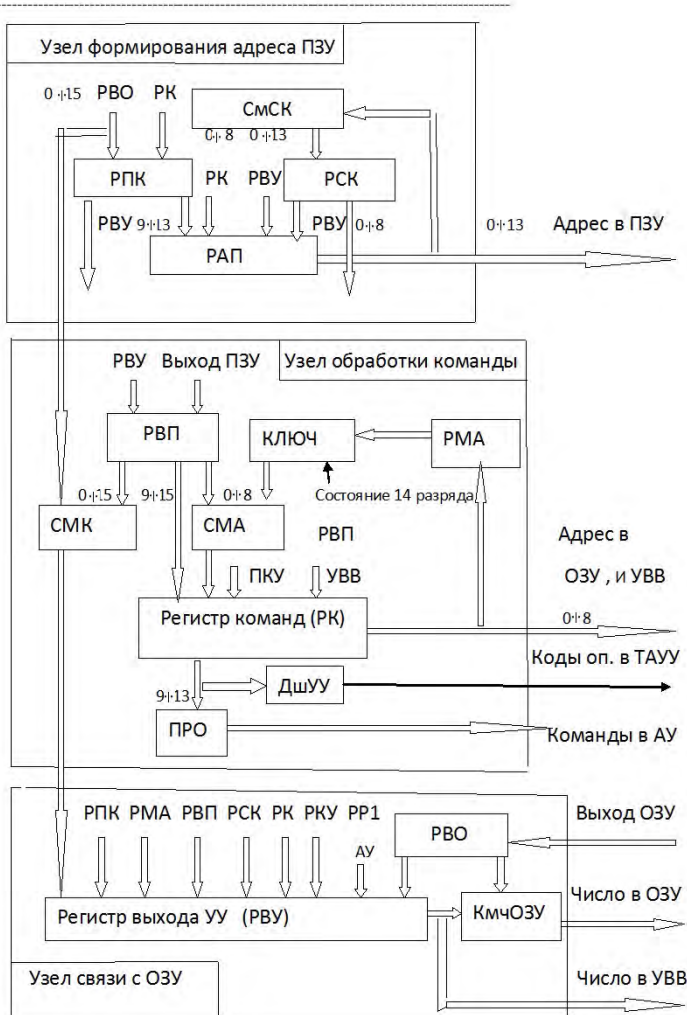 Узел формирования адреса ПЗУ
0÷15 РВО РК
СмСК
0÷8 0÷13
РПК РК РВУ РСК
РВУ 9÷13 РВУ 0÷8 0÷13 Адрес в ПЗУ
РАП
РВУ Выход ПЗУ Узел обработки команды
РВП КЛЮЧ РМА
0÷15 9÷15 0÷8 Состояние 14 разряда
СМК СМА РВП Адрес в
ПКУ УВВ ОЗУ , и УВВ
Регистр команд (РК) 0÷8
Коды оп. в ТАУУ
9÷13 ДшУУ
ПРО Команды в АУ
РПК РМА РВП РСК РК РКУ РР1 Выход ОЗУ
РВО
АУ
Число в ОЗУ
Регистр выхода УУ (РВУ) КмчОЗУ
Узел связи с ОЗУ Число в УВВ